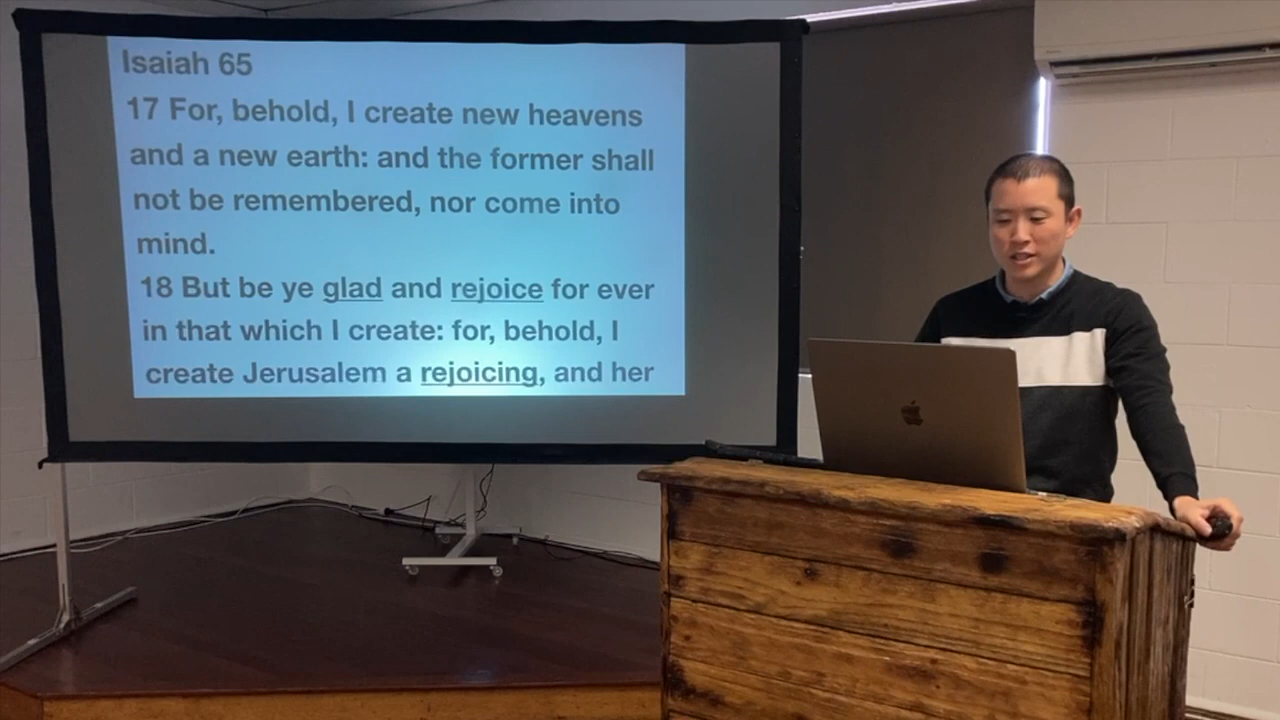 Isaiah 65
17 For, behold, I create new heavens
and a new earth: and the former shall
not be remembered, nor come into
mind.
18 But be ye glad and rejoice for ever
in that which I create: for, behold, I
create Jerusalem a rejoicing, and her